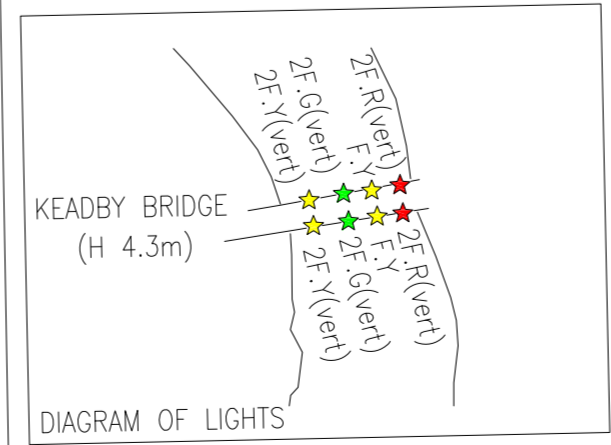 2F.Y(vert)
2F.G(vert)
F.Y
2F.R(vert)
KEADBY BRIDGE
(H 4.3m)
2F.Y(vert)
2F.G(vert)
F.Y
2F.R(vert)
DIAGRAM OF LIGHTS